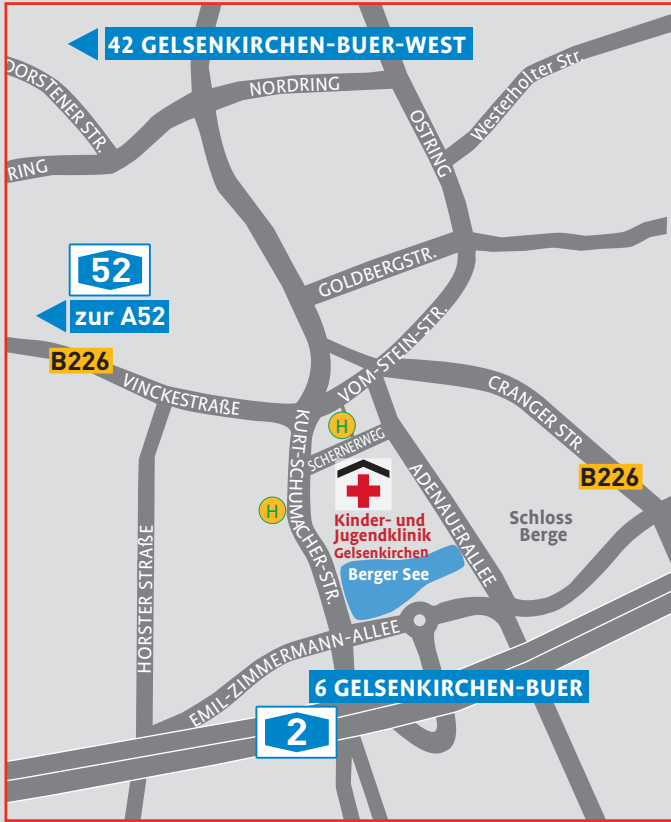 42 GELSENKIRCHEN-BUER-WEST
DORSTENER STR.
NORDRING
OSTRING
Westerholter Str.
RING
52
zur A52
GOLDBERGSTR.
B226
VINCKESTRASSE
VOM-STEIN-STR.
CRANGER STR.
H
KURT-SCHUMACHER-STR.
SCHERNERWEG
ADENAUERALLEE
B226
H
Kinder- und
Jugendklinik
Gelsenkirchen
Schloss
Berge
Berger See
HORSTER STRAßE
EMIL-ZIMMERMANN-ALLEE
6 GELSENKIRCHEN-BUER
2